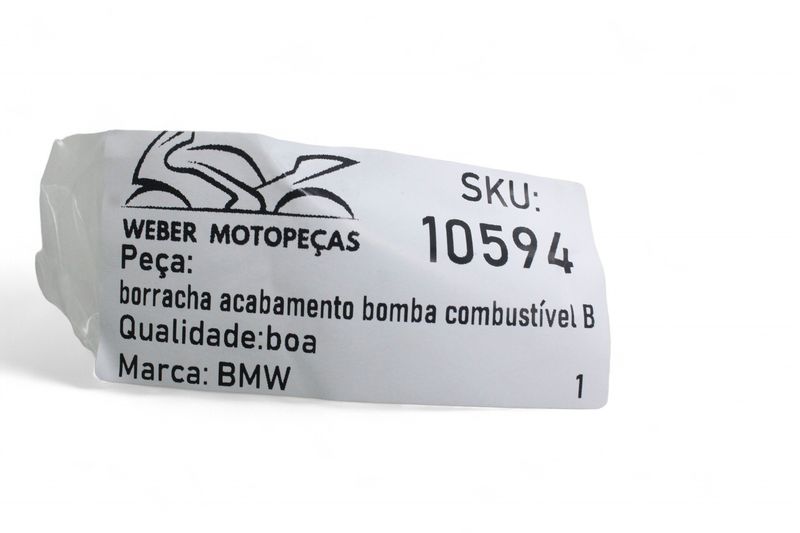 WEBER MOTOPEÇAS
SKU:
10594
Peça:
borracha acabamento bomba combustível B
Qualidade:boa
Marca: BMW
1